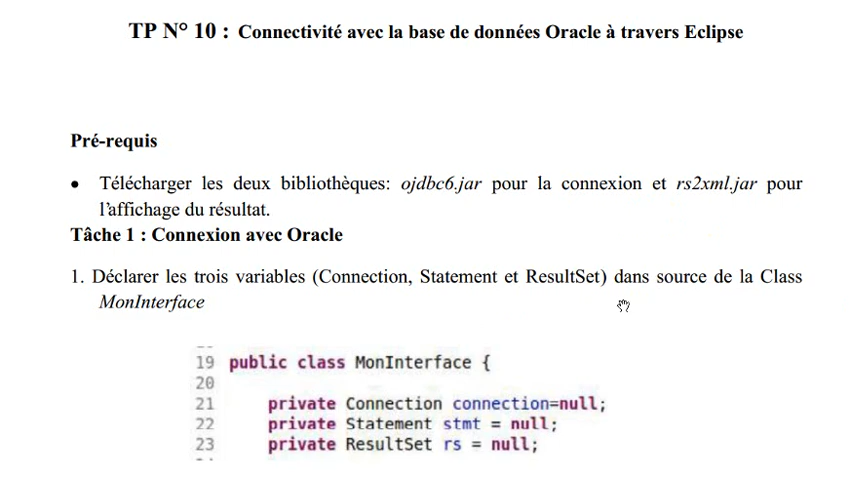 TP N° 10 : Connectivité avec la base de données Oracle à travers Eclipse
Pré-requis
• Télécharger les deux bibliothèques: ojdbc6.jar pour la connexion et rs2xml.jar pour
l'affichage du résultat.
Tâche 1 : Connexion avec Oracle
1. Déclarer les trois variables (Connection, Statement et ResultSet) dans source de la Class
MonInterface
19 public class MonInterface {
20
21 private Connection connection=null;
22 private Statement stmt = null;
23 private ResultSet rs = null;